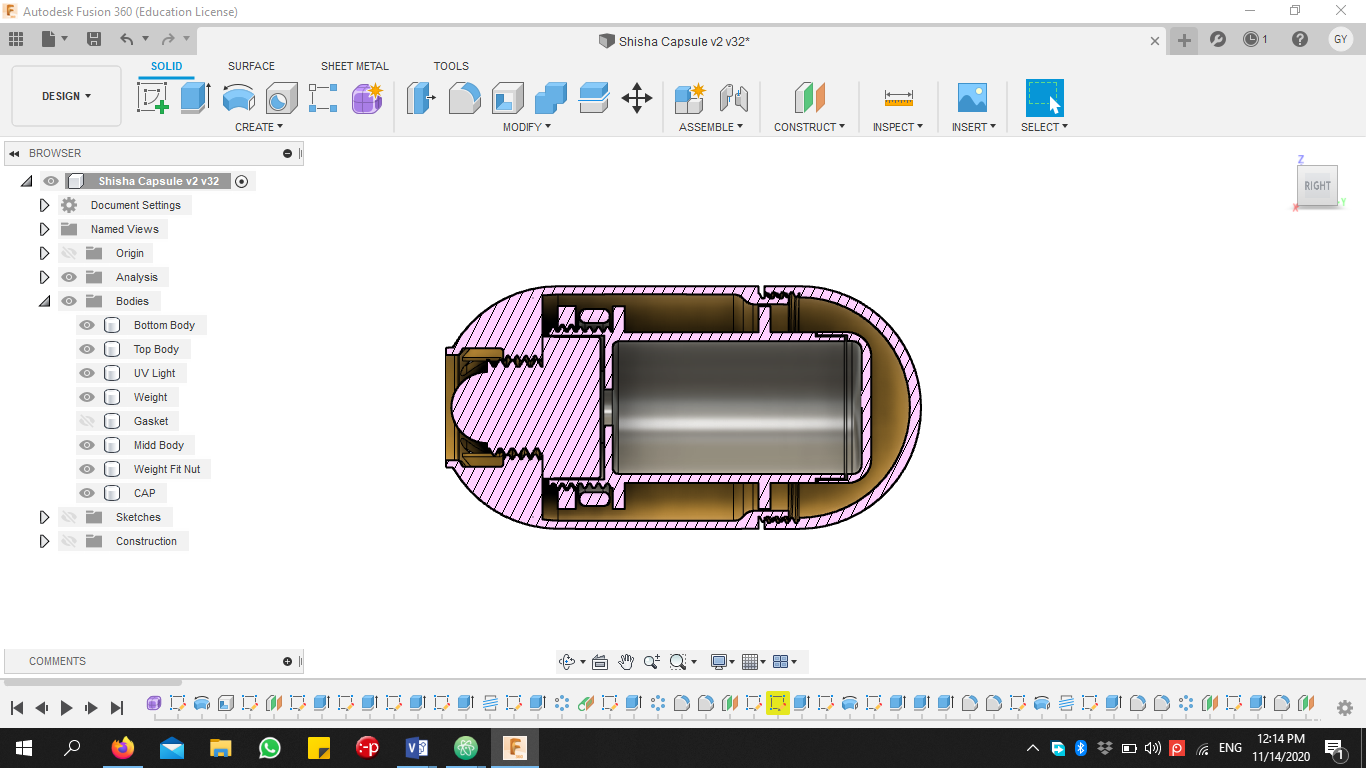 Autodesk Fusion 360 (Education License)
Shisha Capsule v2 v32*
1
GY
SOLID SURFACE SHEET METAL TOOLS
DESIGN
CREATE MODIFY ASSEMBLE CONSTRUCT INSPECT INSERT SELECT
BROWSER
Shisha Capsule v2 v32
Document Settings
Named Views
Origin
Analysis
Bodies
Bottom Body
Top Body
UV Light
Weight
Gasket
Midd Body
Weight Fit Nut
CAP
Sketches
Construction
Z
RIGHT
X
Y
COMMENTS
ENG
12:14 PM
11/14/2020
1